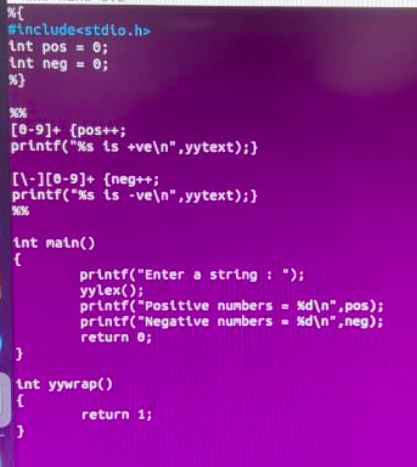 %{
#include<stdio.h>
int pos = 0;
int neg = 0;
%}
%%
[0-9]+ {pos++;
printf("%s is +ve\n",yytext);}
[\-][0-9]+ {neg++;
printf("%s is -ve\n",yytext);}
%%
int main()
{
printf("Enter a string : ");
yylex();
printf("Positive numbers = %d\n",pos);
printf("Negative numbers = %d\n",neg);
return 0;
}
int yywrap()
{
return 1;
}